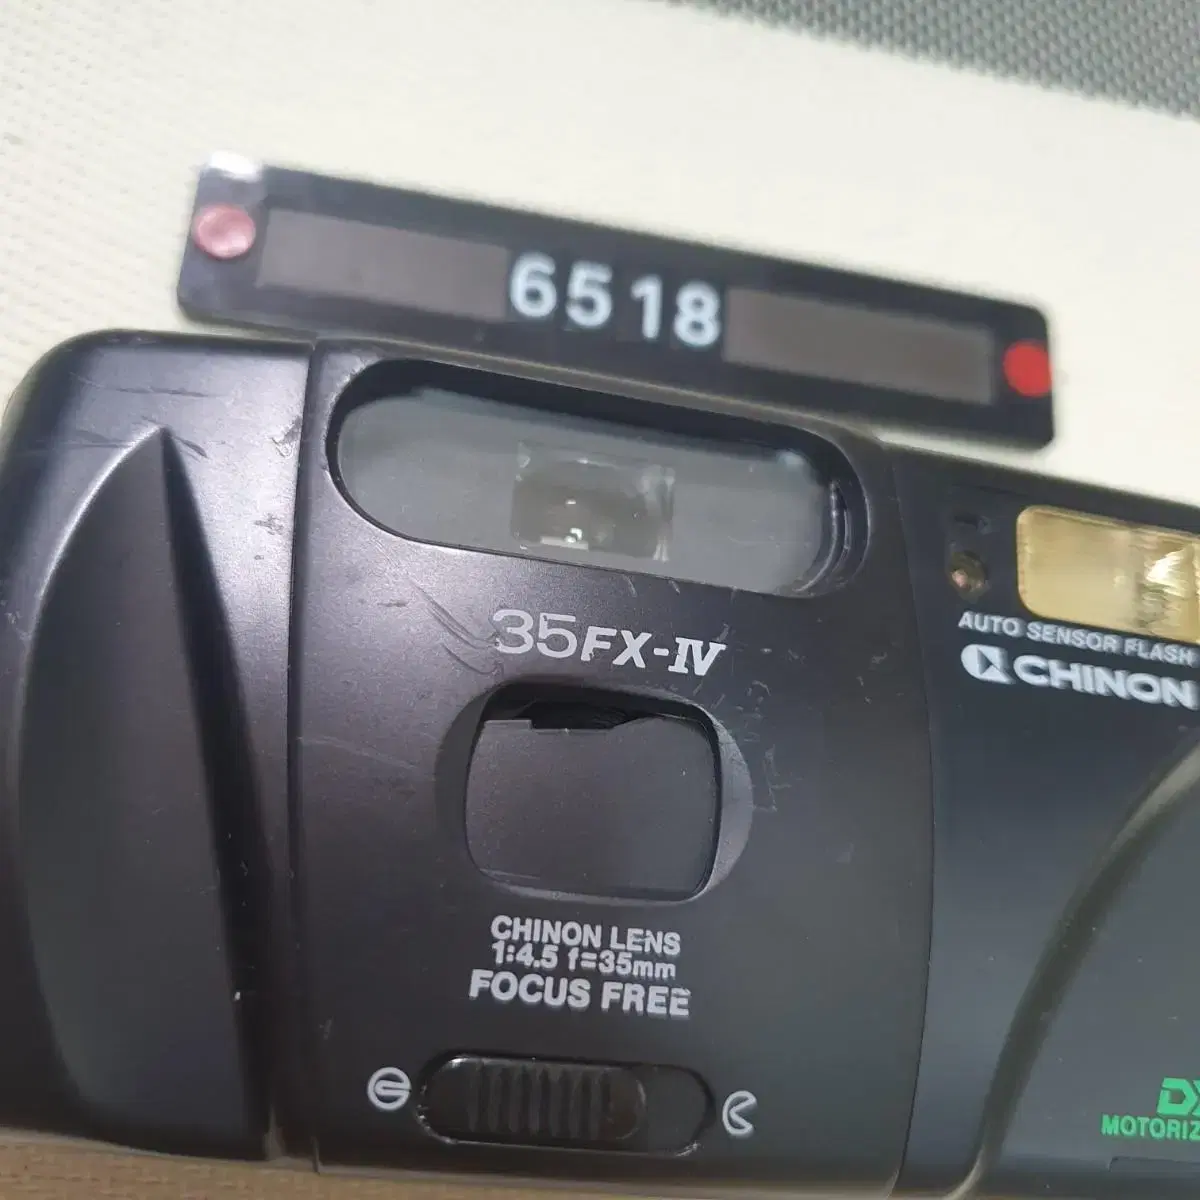 6518
35FX-IV
AUTO SENSOR FLASH
CHINON
CHINON LENS
1:4.5 f=35mm
FOCUS FREE